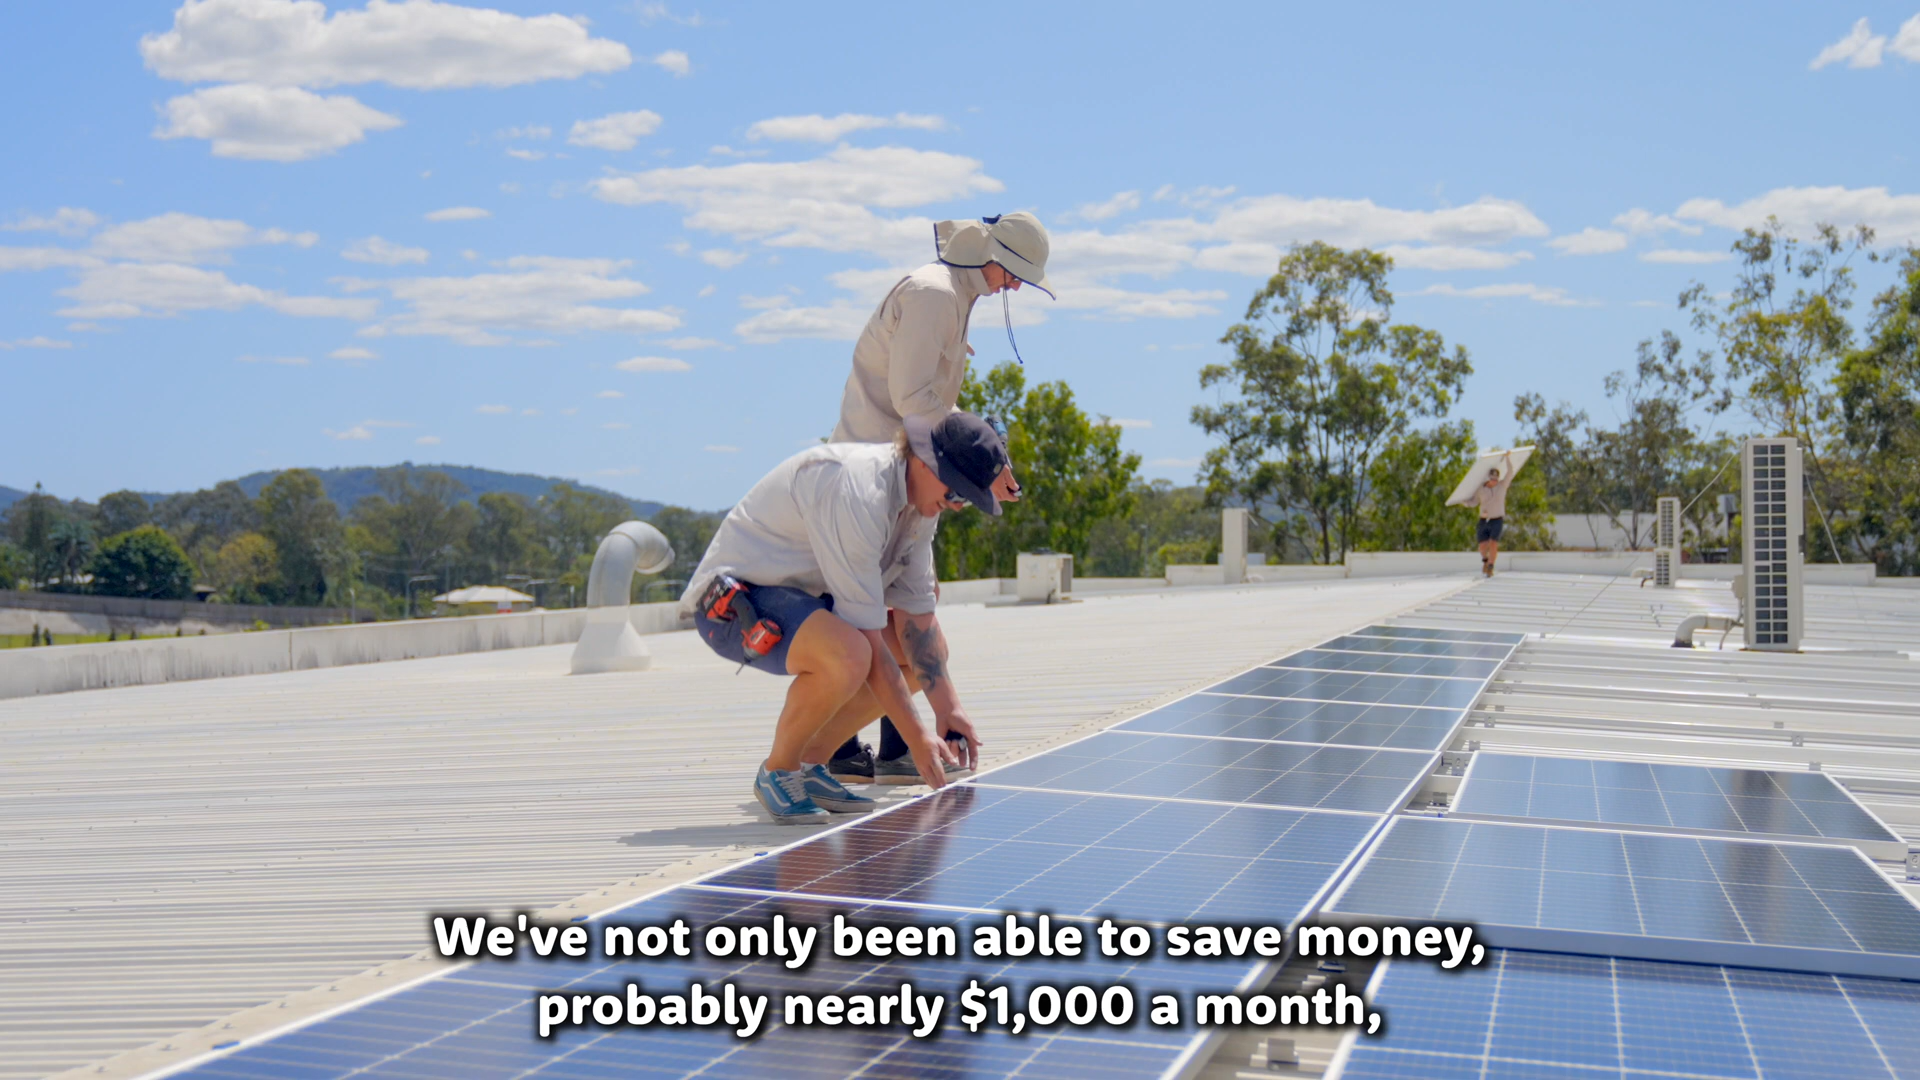 We've not only been able to save money,
probably nearly $1,000 a month,